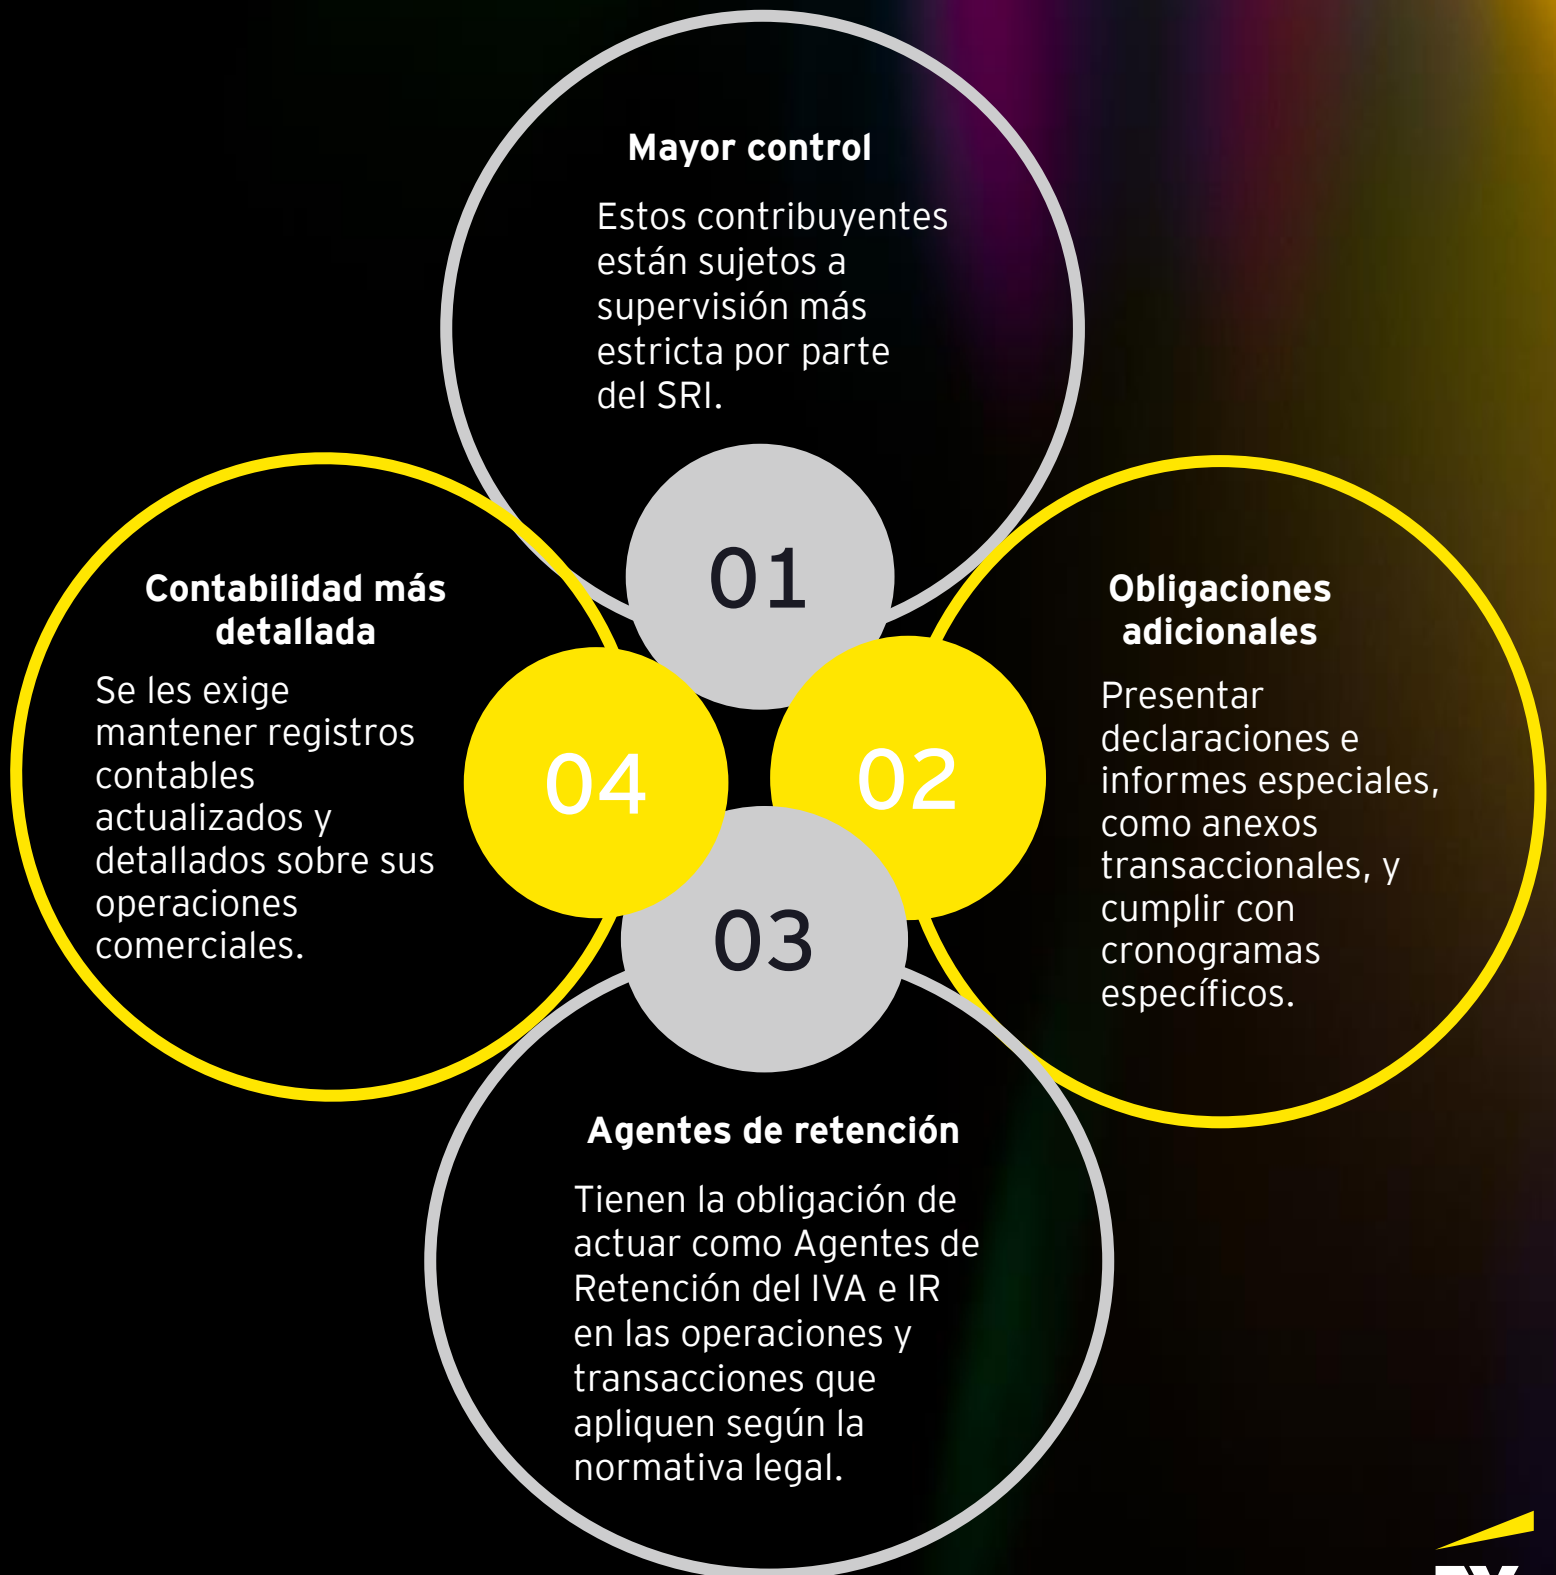 Mayor control
Estos contribuyentes
están sujetos a
supervisión más
estricta por parte
del SRI.
01
Obligaciones
adicionales
Presentar
declaraciones e
informes especiales,
como anexos
transaccionales, y
cumplir con
cronogramas
específicos.
02
Agentes de retención
Tienen la obligación de
actuar como Agentes de
Retención del IVA e IR
en las operaciones y
transacciones que
apliquen según la
normativa legal.
03
Contabilidad más
detallada
Se les exige
mantener registros
contables
actualizados y
detallados sobre sus
operaciones
comerciales.
04